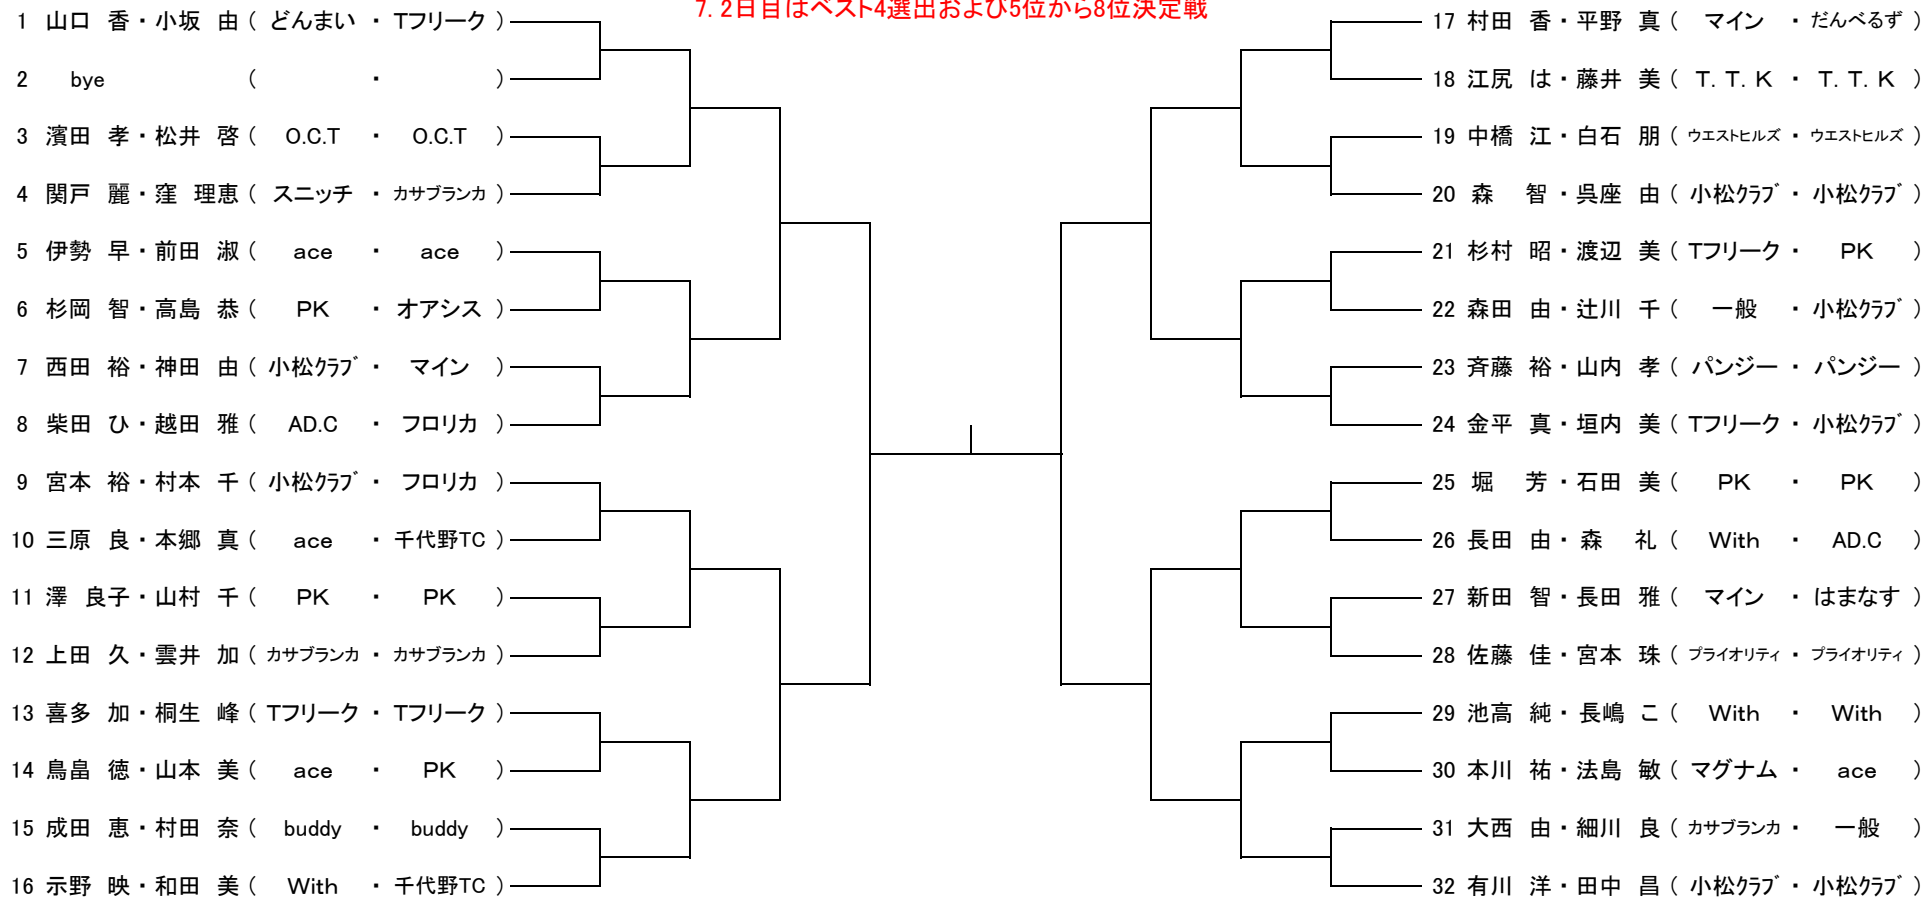 7. 2日目はベスト4選出および5位から8位決定戦
1 山口 香・小坂 由 ( どんまい ・ Tフリーク )
2 bye ( ・ )
3 濱田 孝・松井 啓 ( O.C.T ・ O.C.T )
4 関戸 麗・窪 理恵 ( スニッチ ・ カサブランカ )
5 伊勢 早・前田 淑 ( ace ・ ace )
6 杉岡 智・高島 恭 ( PK ・ オアシス )
7 西田 裕・神田 由 ( 小松クラブ ・ マイン )
8 柴田 ひ・越田 雅 ( AD.C ・ フロリカ )
9 宮本 裕・村本 千 ( 小松クラブ ・ フロリカ )
10 三原 良・本郷 真 ( ace ・ 千代野TC )
11 澤 良子・山村 千 ( PK ・ PK )
12 上田 久・雲井 加 ( カサブランカ ・ カサブランカ )
13 喜多 加・桐生 峰 ( Tフリーク ・ Tフリーク )
14 鳥畠 徳・山本 美 ( ace ・ PK )
15 成田 恵・村田 奈 ( buddy ・ buddy )
16 示野 映・和田 美 ( With ・ 千代野TC )
17 村田 香・平野 真 ( マイン ・ だんべるず )
18 江尻 は・藤井 美 ( T. T. K ・ T. T. K )
19 中橋 江・白石 朋 ( ウエストヒルズ ・ ウエストヒルズ )
20 森 智・呉座 由 ( 小松クラブ ・ 小松クラブ )
21 杉村 昭・渡辺 美 ( Tフリーク ・ PK )
22 森田 由・辻川 千 ( 一般 ・ 小松クラブ )
23 斉藤 裕・山内 孝 ( パンジー ・ パンジー )
24 金平 真・垣内 美 ( Tフリーク ・ 小松クラブ )
25 堀 芳・石田 美 ( PK ・ PK )
26 長田 由・森 礼 ( With ・ AD.C )
27 新田 智・長田 雅 ( マイン ・ はまなす )
28 佐藤 佳・宮本 珠 ( プライオリティ ・ プライオリティ )
29 池高 純・長嶋 こ ( With ・ With )
30 本川 祐・法島 敏 ( マグナム ・ ace )
31 大西 由・細川 良 ( カサブランカ ・ 一般 )
32 有川 洋・田中 昌 ( 小松クラブ ・ 小松クラブ )